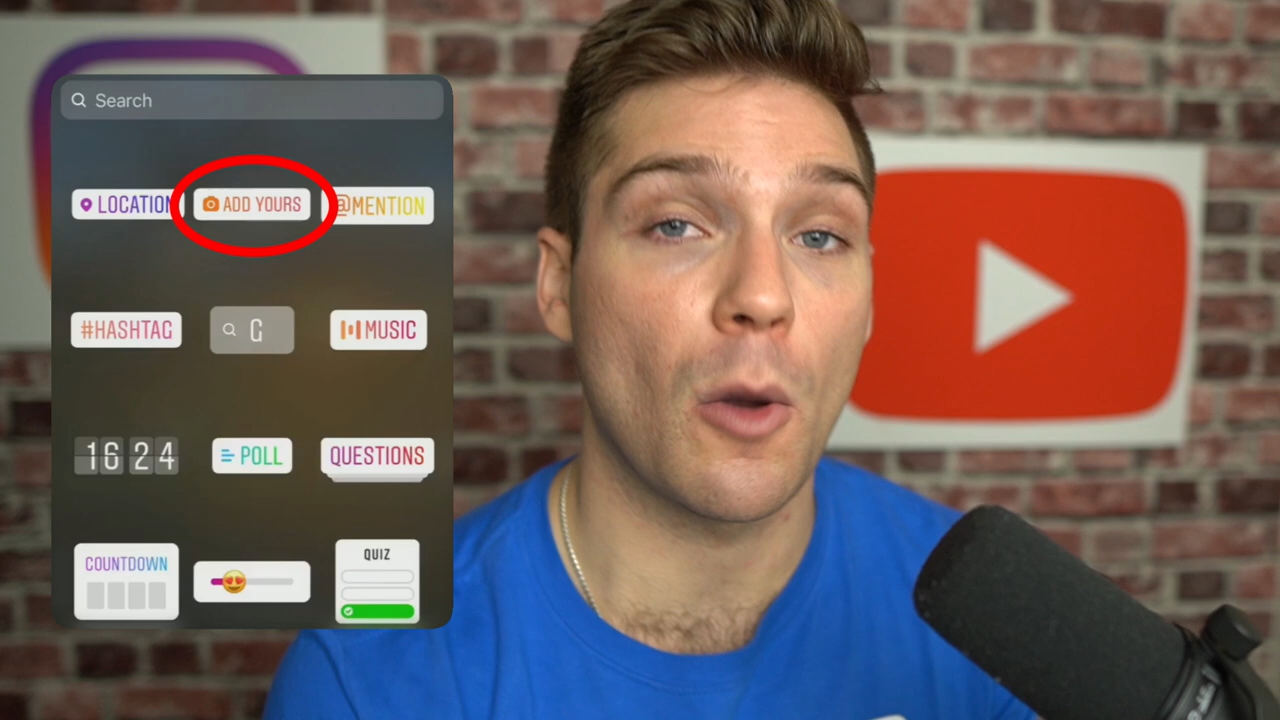 Search
LOCATION
ADD YOURS
@MENTION
#HASHTAG
G
MUSIC
16 24
POLL
QUESTIONS
COUNTDOWN
QUIZ